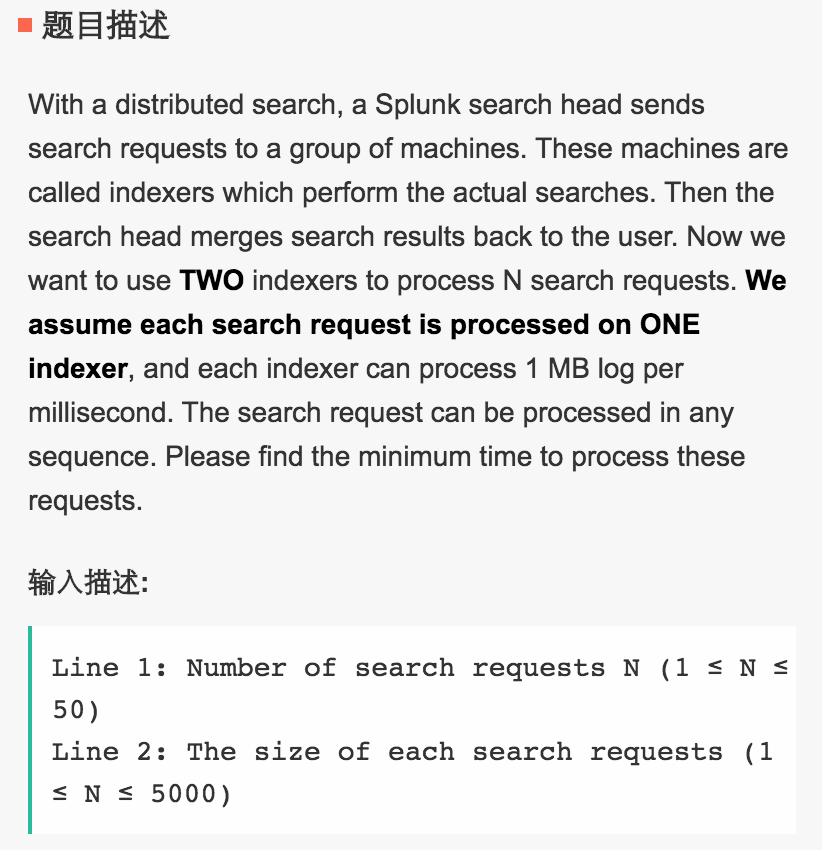 题目描述
With a distributed search, a Splunk search head sends
search requests to a group of machines. These machines are
called indexers which perform the actual searches. Then the
search head merges search results back to the user. Now we
want to use TWO indexers to process N search requests. We
assume each search request is processed on ONE
indexer, and each indexer can process 1 MB log per
millisecond. The search request can be processed in any
sequence. Please find the minimum time to process these
requests.
输入描述:
Line 1: Number of search requests N (1 ≤ N ≤
50)
Line 2: The size of each search requests (1
≤ N ≤ 5000)